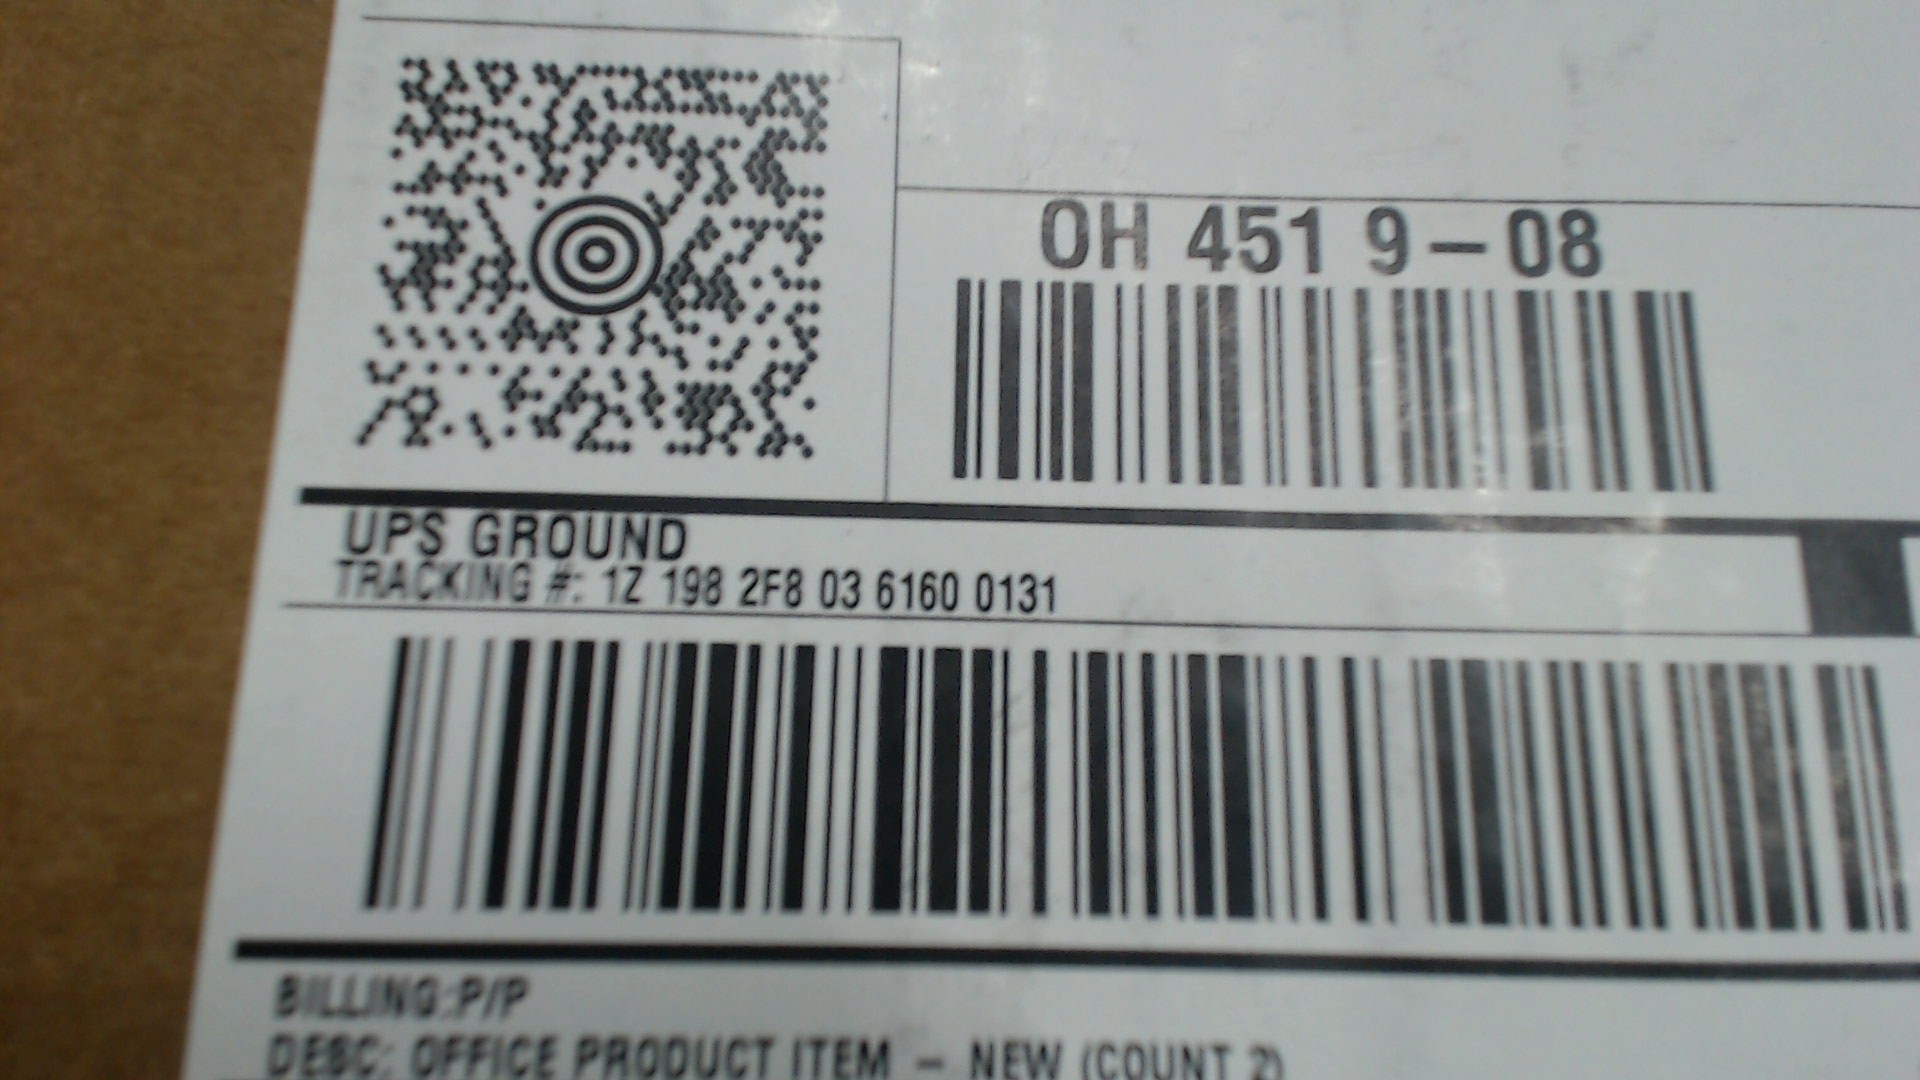 OH 451 9-08
UPS GROUND
TRACKING #: 1Z 198 2F8 03 6160 0131
BILLING:P/P
DESC: OFFICE PRODUCT ITEM - NEW (COUNT 2)